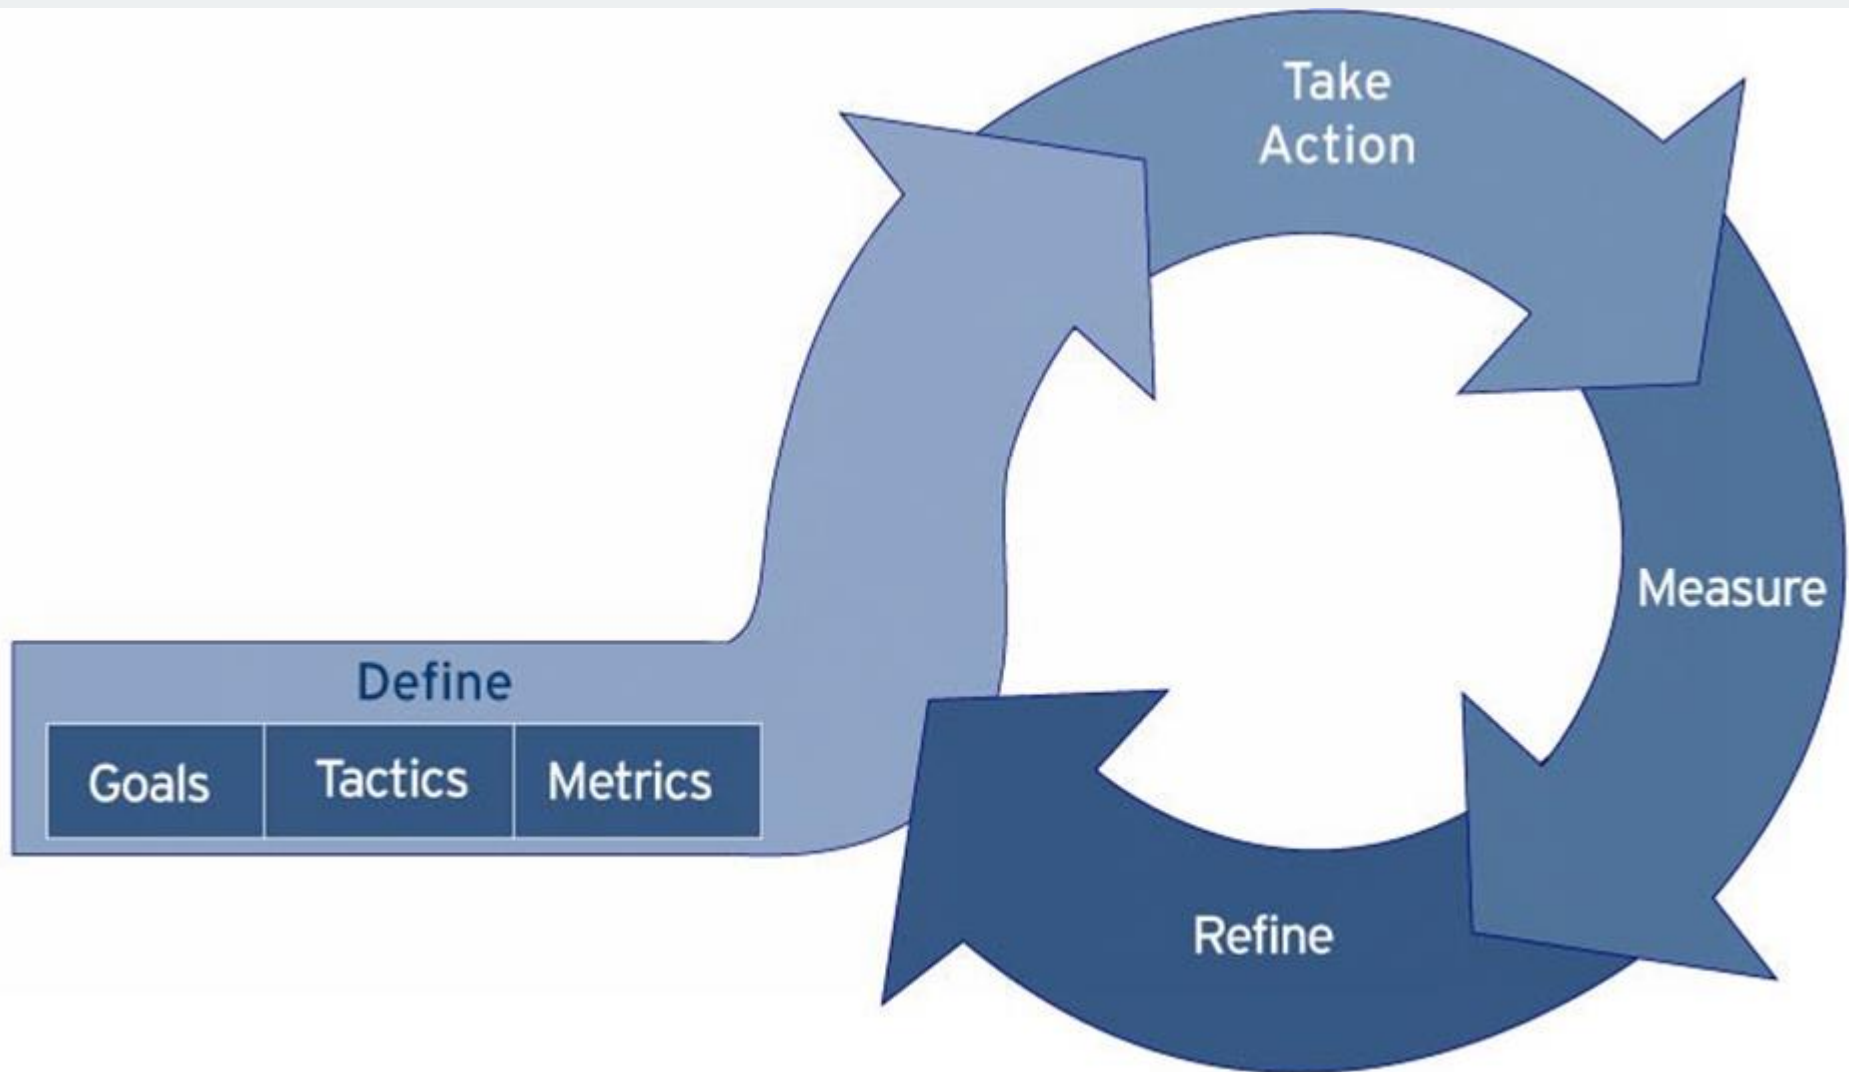 Take
Action
Measure
Define
Goals Tactics Metrics
Refine